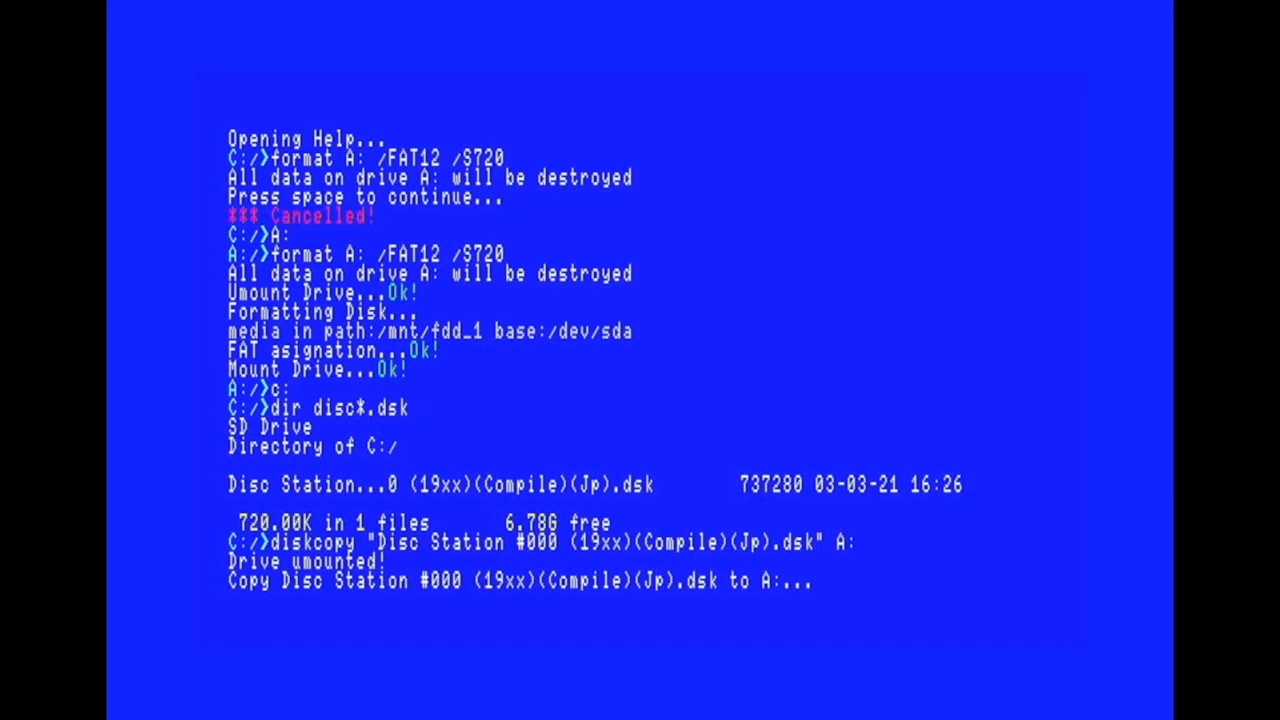 Opening Help...
C:/>format A: /FAT12 /S720
All data on drive A: will be destroyed
Press space to continue...
*** Cancelled!
C:/>A:
A:/>format A: /FAT12 /S720
All data on drive A: will be destroyed
Umount Drive...Ok!
Formatting Disk...
media in path:/mnt/fdd_1 base:/dev/sda
FAT asignation...Ok!
Mount Drive...Ok!
A:/>c:
C:/>dir disc*.dsk
SD Drive
Directory of C:/
Disc Station...0 (19xx)(Compile)(Jp).dsk 737280 03-03-21 16:26
720.00K in 1 files 6.78G free
C:/>diskcopy "Disc Station #000 (19xx)(Compile)(Jp).dsk" A:
Drive umounted!
Copy Disc Station #000 (19xx)(Compile)(Jp).dsk to A:...